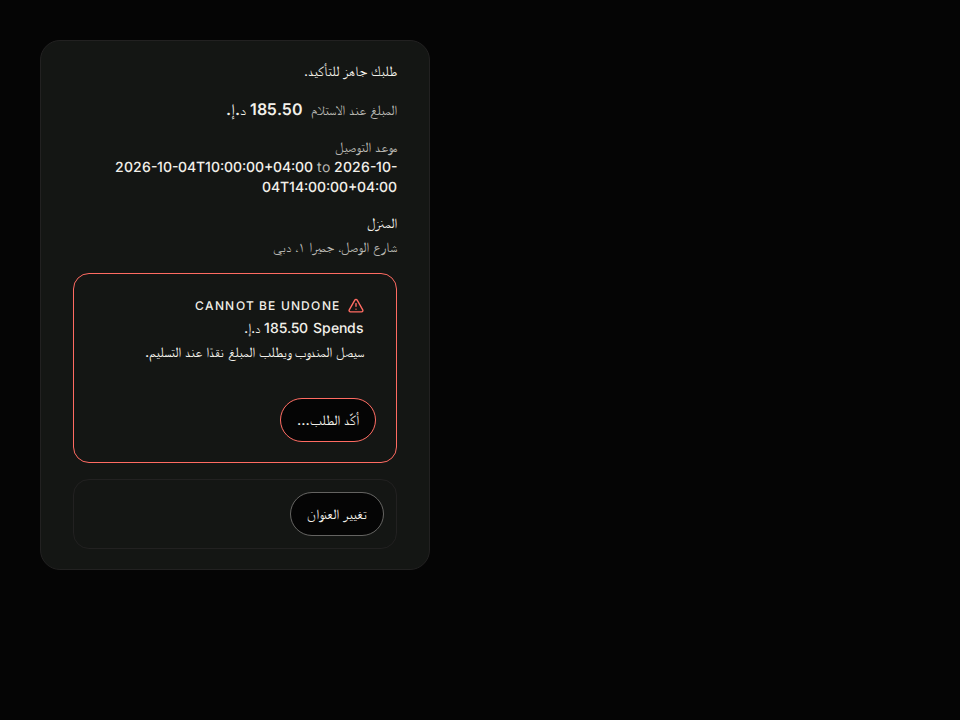 طلبك جاهز للتأكيد.
المبلغ عند الاستلام 185.50 د.إ.
موعد التوصيل
2026-10-04T10:00:00+04:00 to 2026-10-
04T14:00:00+04:00
المنزل
شارع الوصل، جميرا ١، دبي
CANNOT BE UNDONE
Spends 185.50 د.إ.
سيصل المندوب ويطلب المبلغ نقدًا عند التسليم.
أكّد الطلب...
تغيير العنوان